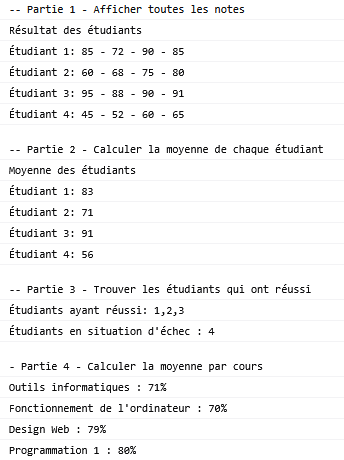 -- Partie 1 - Afficher toutes les notes
Résultat des étudiants
Étudiant 1: 85 - 72 - 90 - 85
Étudiant 2: 60 - 68 - 75 - 80
Étudiant 3: 95 - 88 - 90 - 91
Étudiant 4: 45 - 52 - 60 - 65
-- Partie 2 - Calculer la moyenne de chaque étudiant
Moyenne des étudiants
Étudiant 1: 83
Étudiant 2: 71
Étudiant 3: 91
Étudiant 4: 56
-- Partie 3 - Trouver les étudiants qui ont réussi
Étudiants ayant réussi: 1,2,3
Étudiants en situation d'échec : 4
- Partie 4 - Calculer la moyenne par cours
Outils informatiques : 71%
Fonctionnement de l'ordinateur : 70%
Design Web : 79%
Programmation 1 : 80%